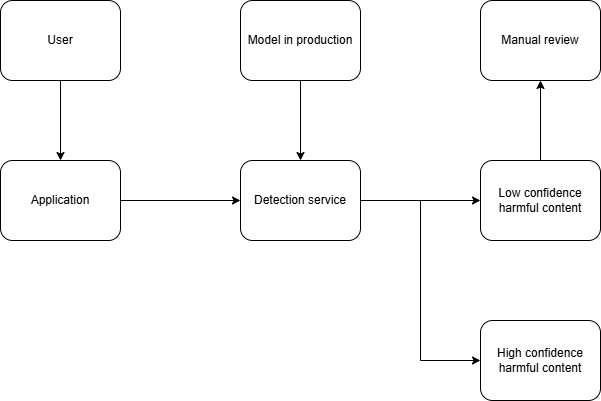 User
Model in production
Manual review
Application
Detection service
Low confidence
harmful content
High confidence
harmful content